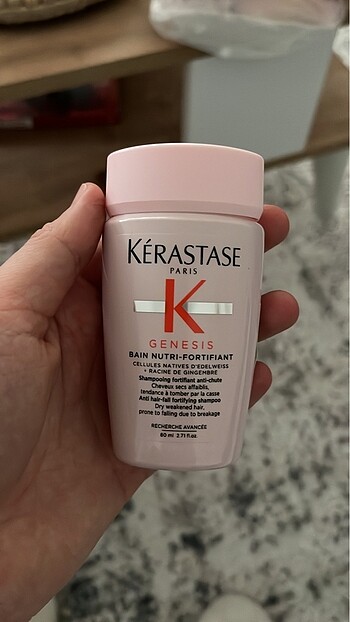 KÉRASTASE
PARIS
K
GENESIS
BAIN NUTRI-FORTIFIANT
CELLULES NATIVES D'EDELWEISS
+ RACINE DE GINGEMBRE
Shampooing fortifiant anti-chute
Cheveux secs affaiblis,
tendance à tomber par la casse
Anti hair-fall fortifying shampoo
Dry weakened hair,
prone to falling due to breakage
RECHERCHE AVANCÉE
80 ml 2.71 fl.oz.